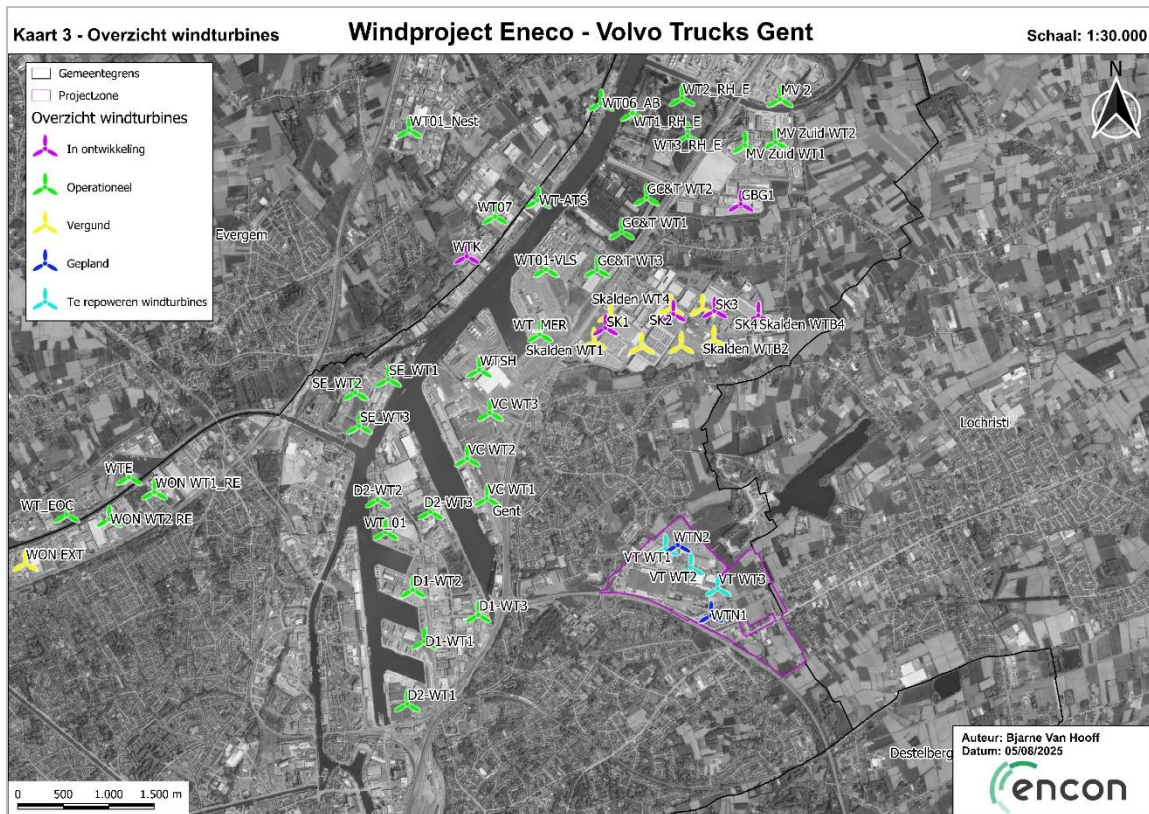 Kaart 3 - Overzicht windturbines
Windproject Eneco - Volvo Trucks Gent
Schaal: 1:30.000
Gemeentegrens
Projectzone
Overzicht windturbines
In ontwikkeling
Operationeel
Vergund
Gepland
Te repoweren windturbines
N
WT06_AB
WT2_RH_E
MV 2
WT01_Nest
WT1_RH_E
WT3_RH_E
MV Zuid WT2
MV Zuid WT1
WT-ATS
GC&T WT2
GBG1
WT07
GC&T WT1
Evergem
WTK
WT01-VLS
GC&T WT3
Skalden WT4
SK1
SK2
SK3
SK4
Skalden WTB4
WT_MER
Skalden WT1
Skalden WTB2
WTSH
SE_WT1
SE_WT2
SE_WT3
VC WT3
Lochristi
VC WT2
WTE
WON WT1_RE
WT_EOC
WON WT2 RE
D2-WT2
D2-WT3
VC WT1
Gent
WT_01
WON EXT
WTN2
VT WT1
VT WT2
VT WT3
D1-WT2
D1-WT3
WTN1
D1-WT1
D2-WT1
Destelberg
Auteur: Bjarne Van Hooff
Datum: 05/08/2025
encon
0 500 1.000 1.500 m